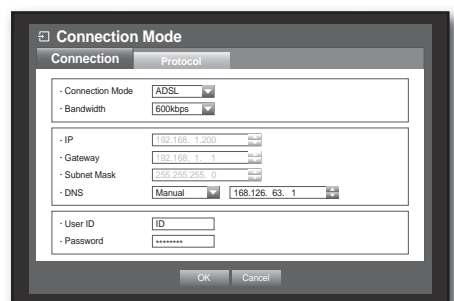 Connection Mode
Connection Protocol
- Connection Mode ADSL
- Bandwidth 600kbps
- IP 192.168. 1.200
- Gateway 192.168. 1. 1
- Subnet Mask 255.255.255. 0
- DNS Manual 168.126. 63. 1
- User ID ID
- Password ********
OK Cancel